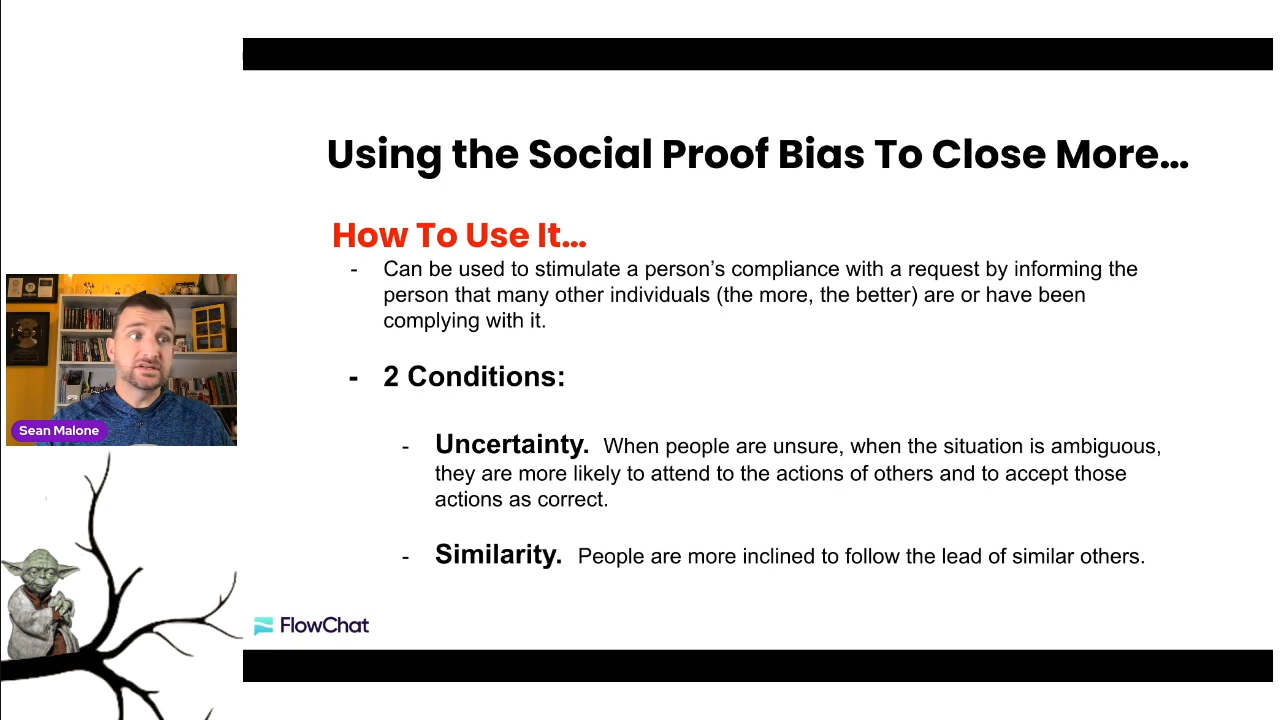 Using the Social Proof Bias To Close More...
How To Use It...
- Can be used to stimulate a person's compliance with a request by informing the
person that many other individuals (the more, the better) are or have been
complying with it.
- 2 Conditions:
- Uncertainty. When people are unsure, when the situation is ambiguous,
they are more likely to attend to the actions of others and to accept those
actions as correct.
- Similarity. People are more inclined to follow the lead of similar others.
Sean Malone
FlowChat